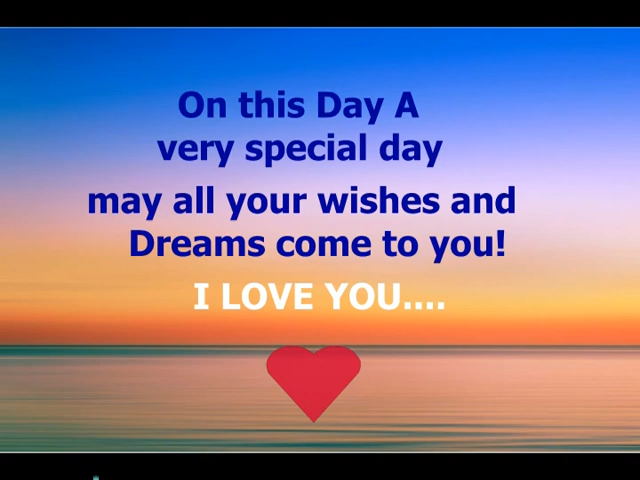 On this Day A
very special day
may all your wishes and
Dreams come to you!
I LOVE YOU....